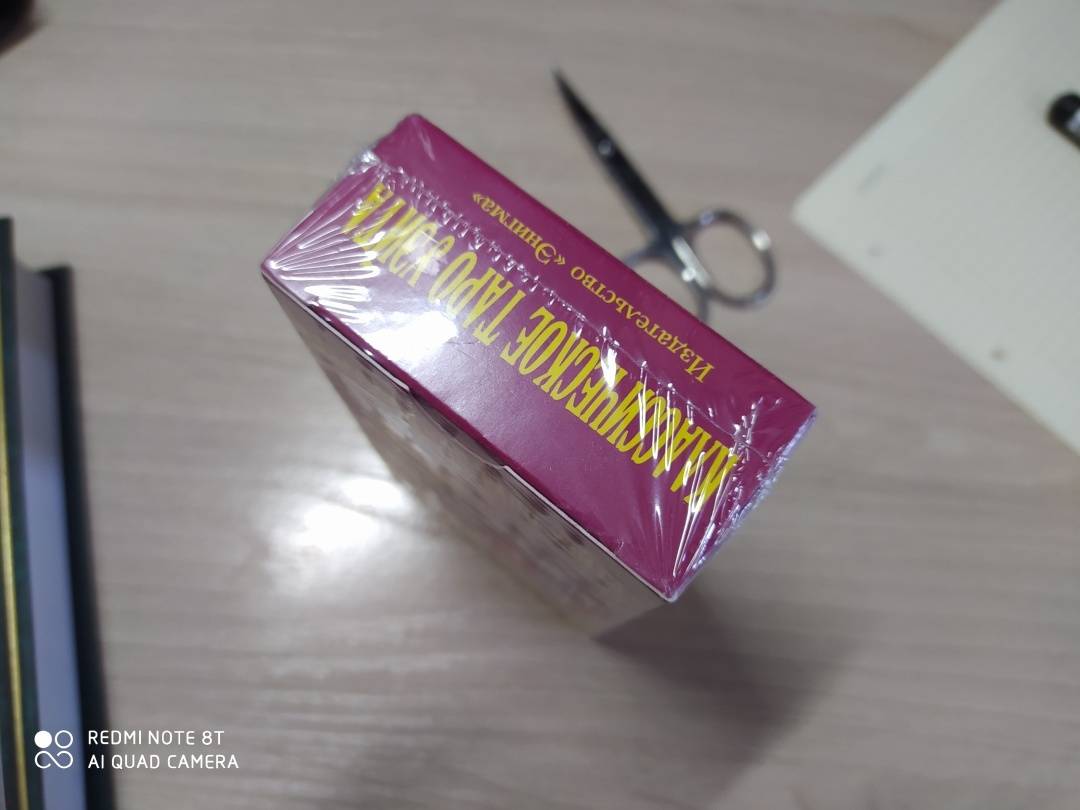 КЛАССИЧЕСКОЕ ТАРО УЭЙТА
Издательство «Энигма»
REDMI NOTE 8T
AI QUAD CAMERA